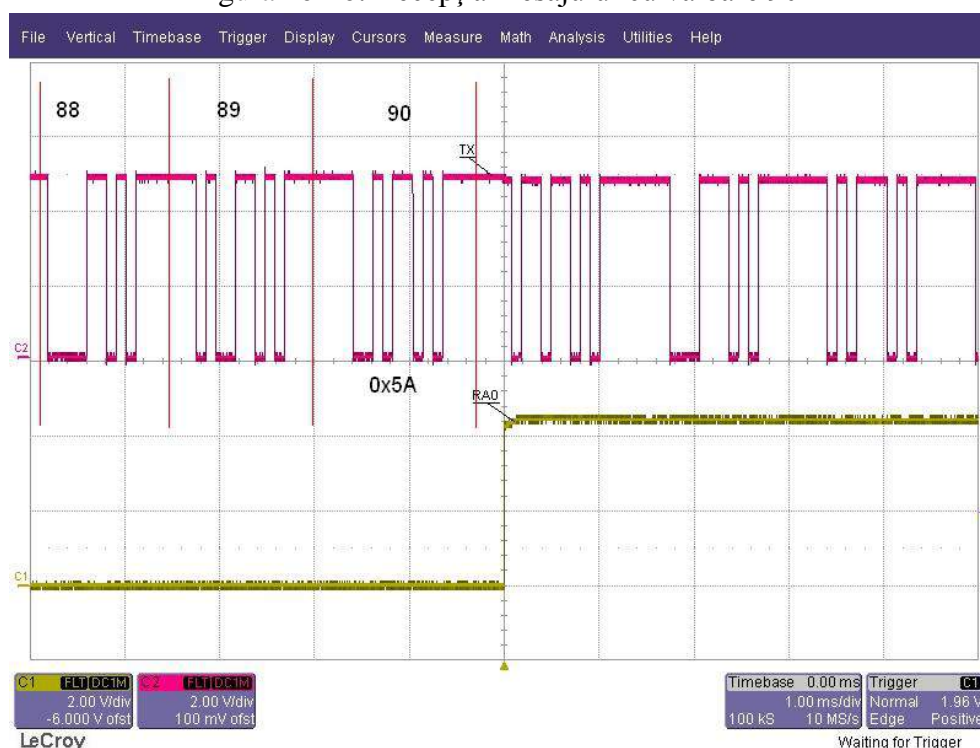 File Vertical Timebase Trigger Display Cursors Measure Math Analysis Utilities Help
88 89 90
TX
C2
0x5A
RA0
C1
C1 FLT DC1M C2 FLT DC1M Timebase 0.00 ms Trigger C1
2.00 V/div 2.00 V/div 1.00 ms/div Normal 1.96 V
-6.000 V ofst 100 mV ofst 100 kS 10 MS/s Edge Positive
LeCroy Waiting for Trigger